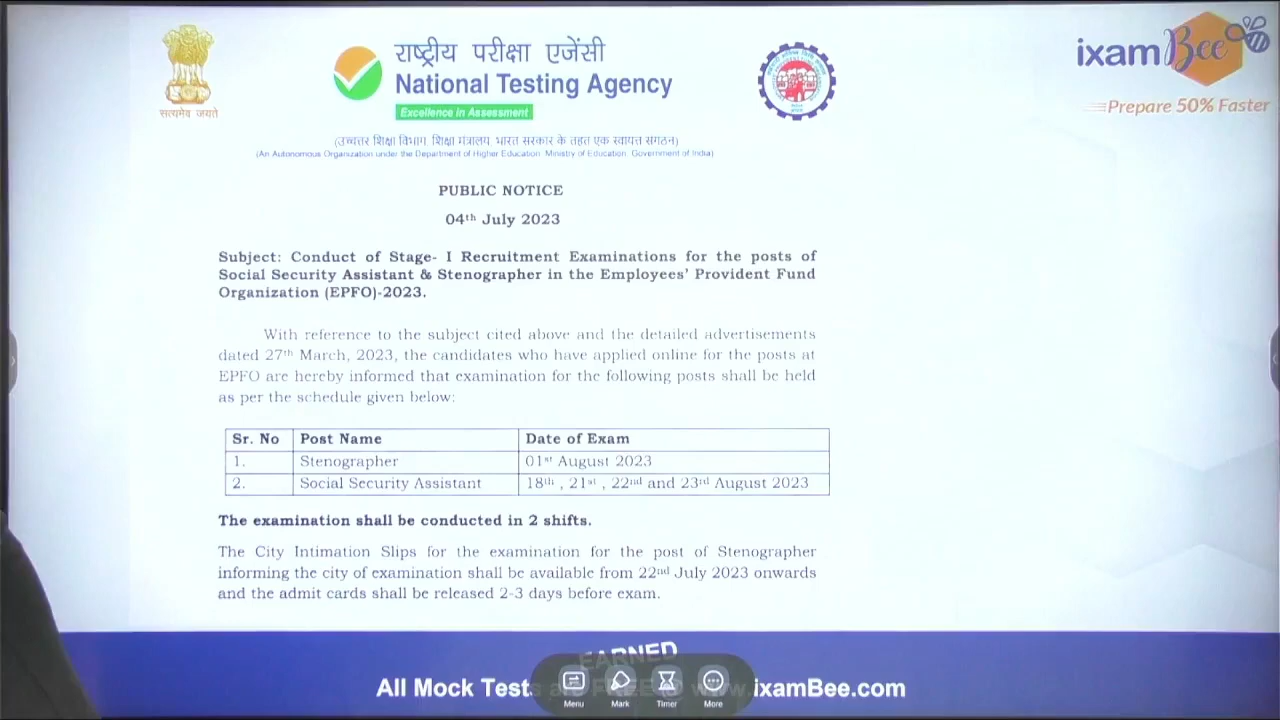 राष्ट्रीय परीक्षा एजेंसी
National Testing Agency
Excellence in Assessment
सत्यमेव जयते
ixamBee
Prepare 50% Faster
(उच्चतर शिक्षा विभाग, शिक्षा मंत्रालय, भारत सरकार के तहत एक स्वायत्त संगठन)
(An Autonomous Organization under the Department of Higher Education, Ministry of Education, Government of India)
PUBLIC NOTICE
04th July 2023
Subject: Conduct of Stage- I Recruitment Examinations for the posts of
Social Security Assistant & Stenographer in the Employees' Provident Fund
Organization (EPFO)-2023.
With reference to the subject cited above and the detailed advertisements
dated 27th March, 2023, the candidates who have applied online for the posts at
EPFO are hereby informed that examination for the following posts shall be held
as per the schedule given below:
Sr. No Post Name Date of Exam
1. Stenographer 01st August 2023
2. Social Security Assistant 18th , 21st , 22nd and 23rd August 2023
The examination shall be conducted in 2 shifts.
The City Intimation Slips for the examination for the post of Stenographer
informing the city of examination shall be available from 22nd July 2023 onwards
and the admit cards shall be released 2-3 days before exam.
EARNED
All Mock Tests are FREE @ www.ixamBee.com
Menu Mark Timer More